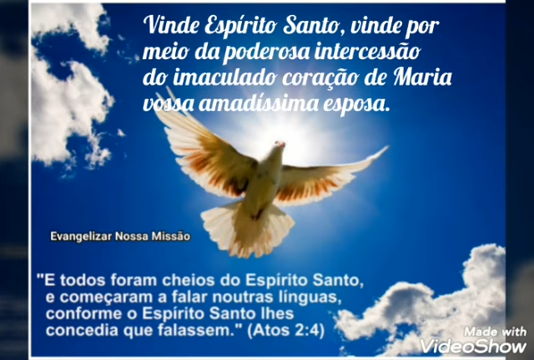 Vinde Espírito Santo, vinde por
meio da poderosa intercessão
do imaculado coração de Maria
vossa amadíssima esposa.
Evangelizar Nossa Missão
"E todos foram cheios do Espírito Santo,
e começaram a falar noutras línguas,
conforme o Espírito Santo lhes
concedia que falassem." (Atos 2:4)
Made with
VideoShow